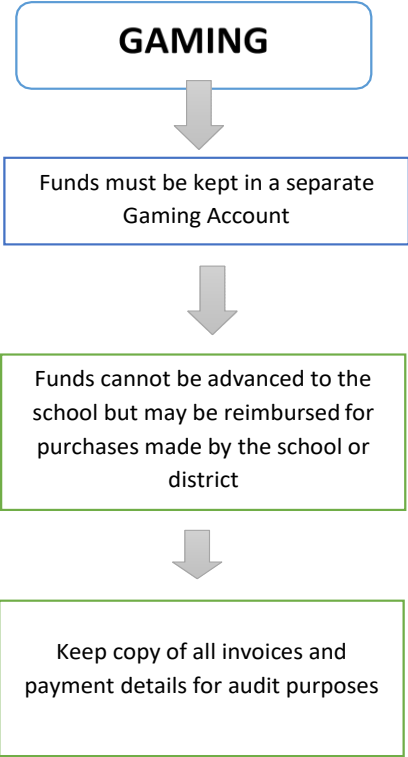 GAMING
Funds must be kept in a separate
Gaming Account
Funds cannot be advanced to the
school but may be reimbursed for
purchases made by the school or
district
Keep copy of all invoices and
payment details for audit purposes